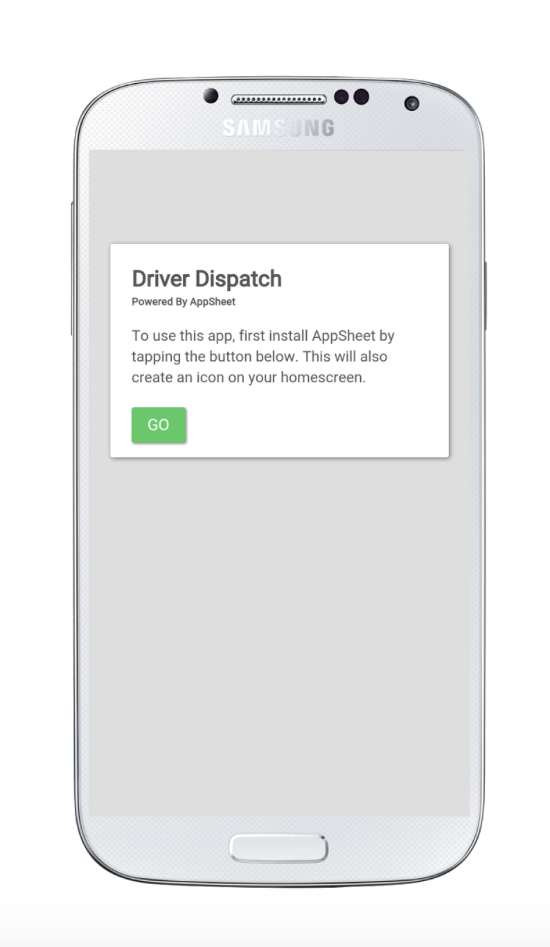 SAMSUNG
Driver Dispatch
Powered By AppSheet
To use this app, first install AppSheet by
tapping the button below. This will also
create an icon on your homescreen.
GO